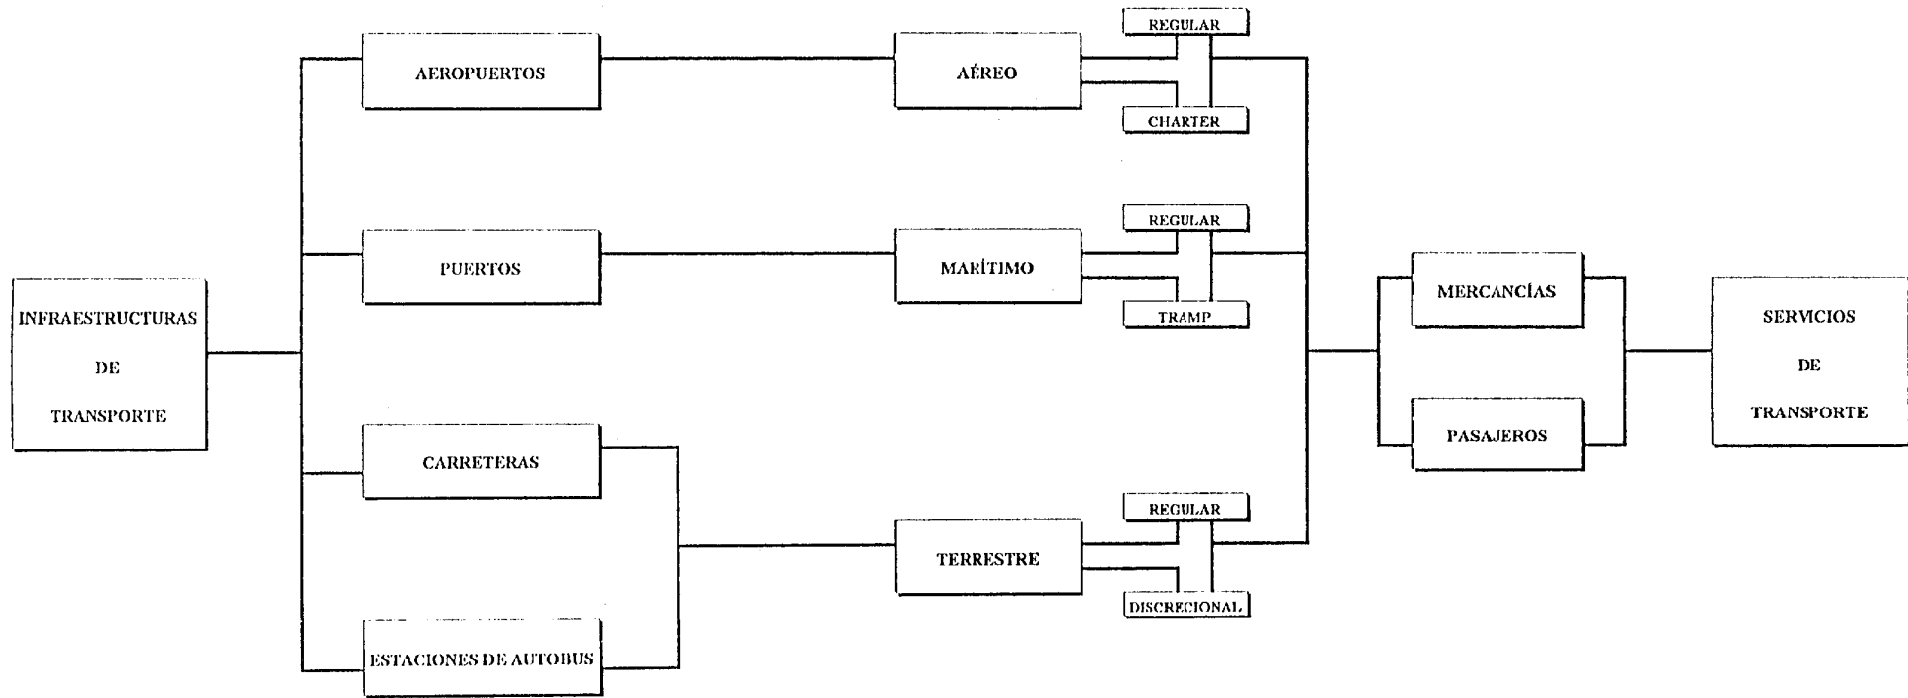 INFRAESTRUCTURAS
DE
TRANSPORTE
AEROPUERTOS
PUERTOS
CARRETERAS
ESTACIONES DE AUTOBUS
AÉREO
REGULAR
CHARTER
MARÍTIMO
REGULAR
TRAMP
TERRESTRE
REGULAR
DISCRECIONAL
MERCANCÍAS
PASAJEROS
SERVICIOS
DE
TRANSPORTE